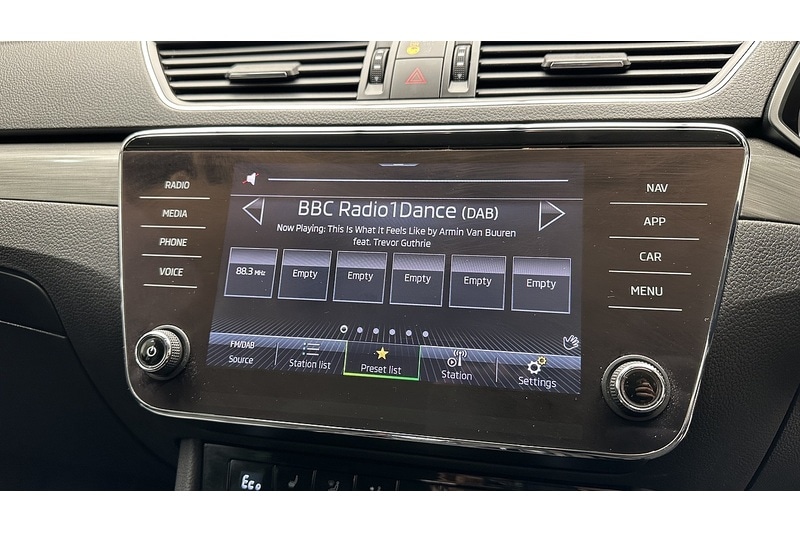 RADIO
MEDIA
PHONE
VOICE
BBC Radio1Dance (DAB)
Now Playing: This Is What It Feels Like by Armin Van Buuren
feat. Trevor Guthrie
88.3 MHz
Empty
Empty
Empty
Empty
Empty
FM/DAB
Source
Station list
Preset list
Station
Settings
NAV
APP
CAR
MENU
Eco